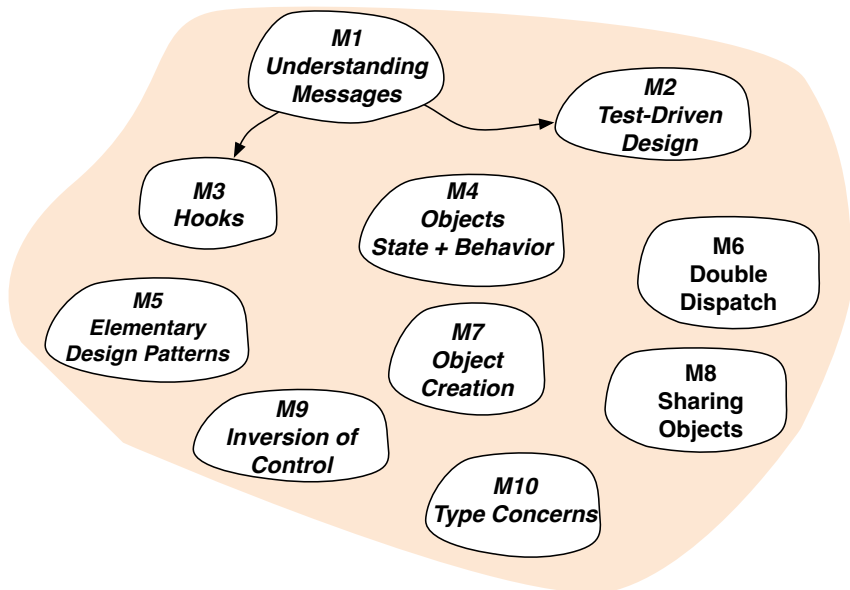 M1
Understanding
Messages
M2
Test-Driven
Design
M3
Hooks
M4
Objects
State + Behavior
M6
Double
Dispatch
M5
Elementary
Design Patterns
M7
Object
Creation
M8
Sharing
Objects
M9
Inversion of
Control
M10
Type Concerns